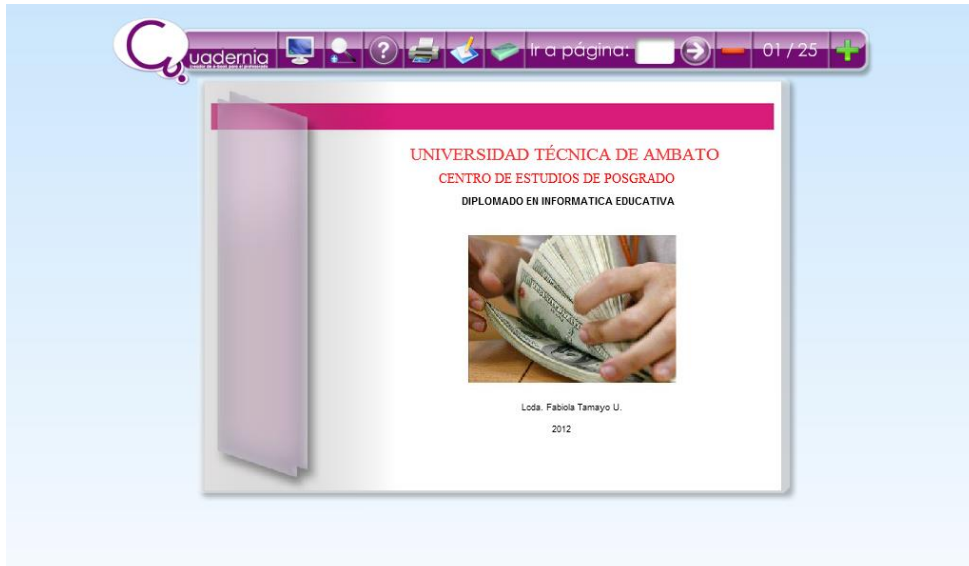 Cuadernia
Ir a página:
01 / 25
UNIVERSIDAD TÉCNICA DE AMBATO
CENTRO DE ESTUDIOS DE POSGRADO
DIPLOMADO EN INFORMATICA EDUCATIVA
Lcda. Fabiola Tamayo U.
2012